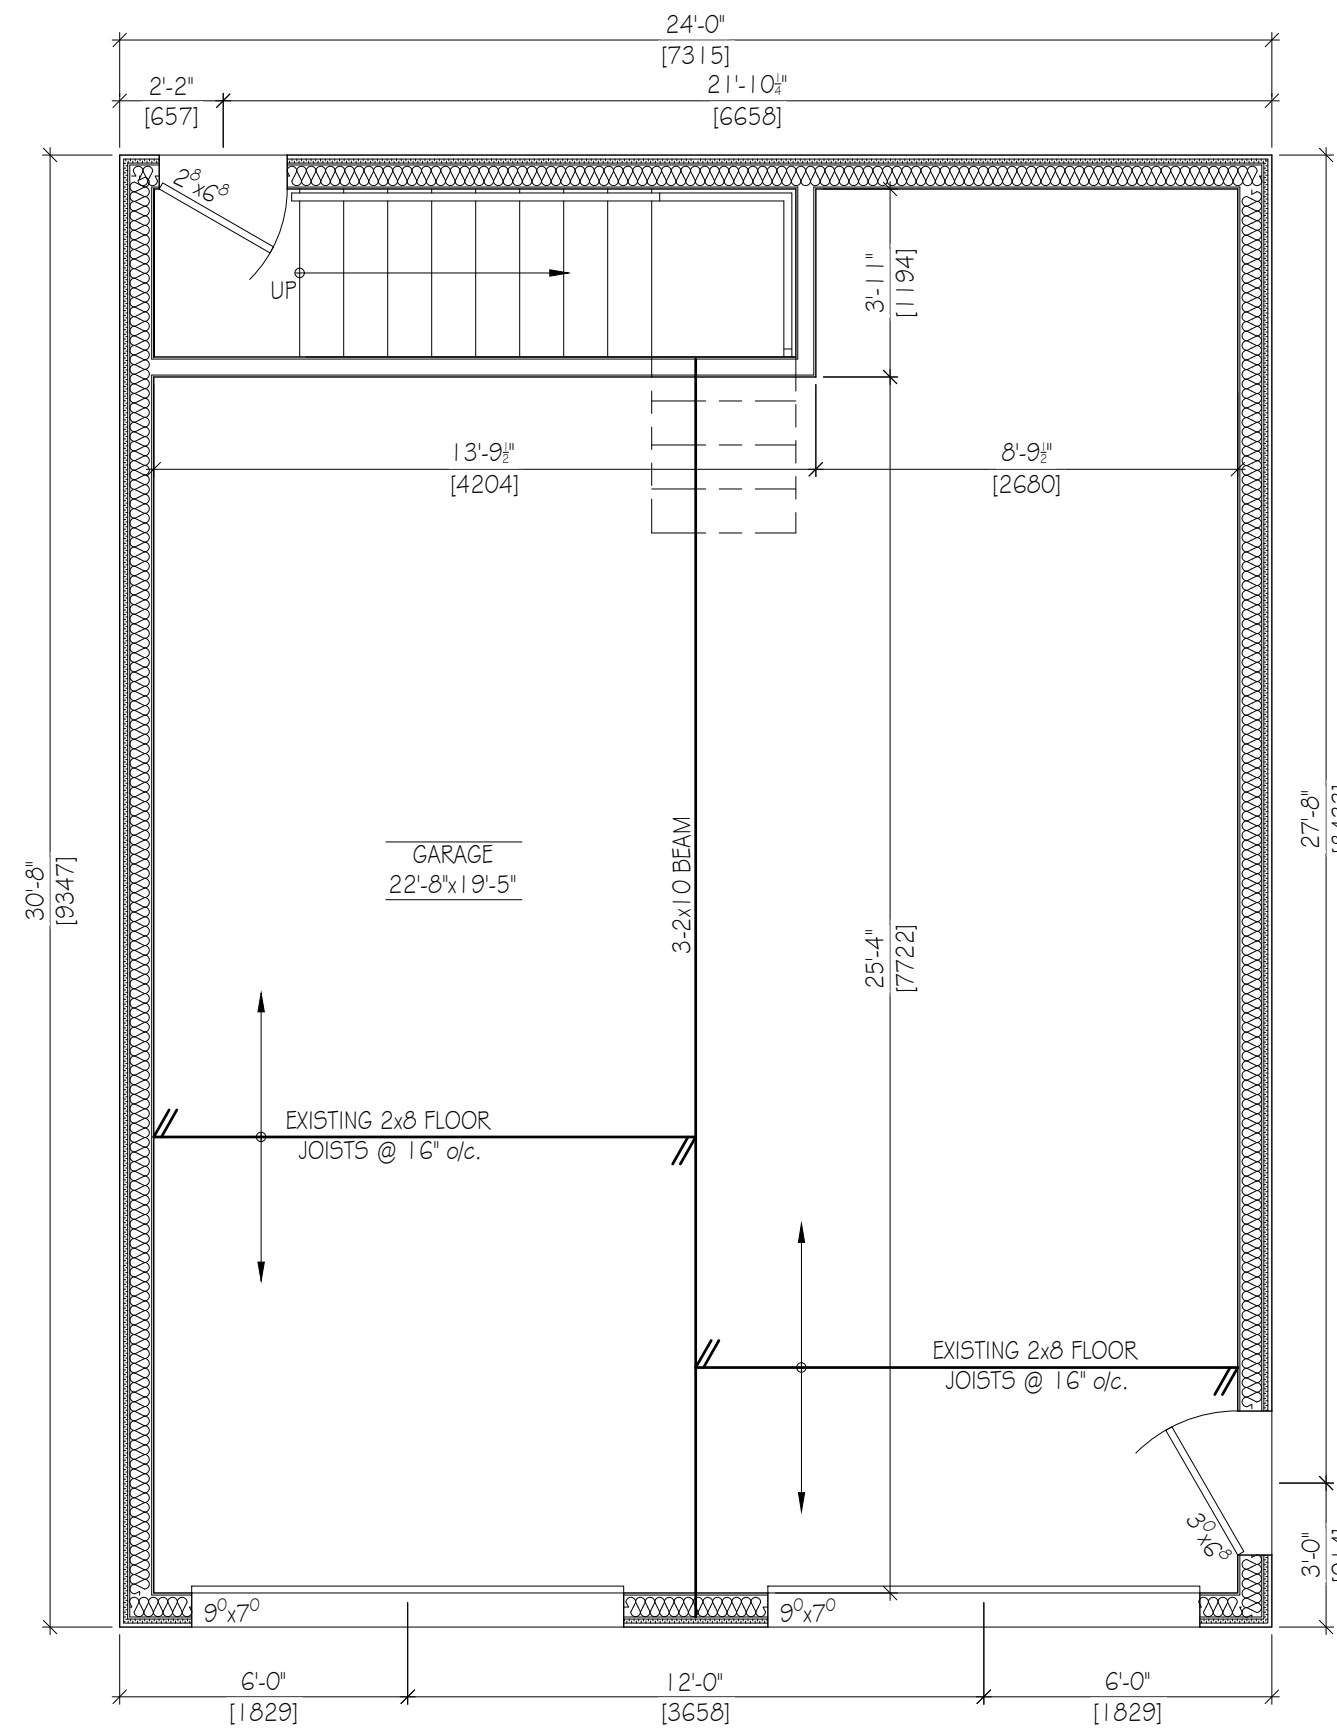 24'-0"
[7315]
2'-2"
[657]
21'-10¼"
[6658]
2⁸x6⁸
UP
3'-11"
[1194]
13'-9½"
[4204]
8'-9½"
[2680]
30'-8"
[9347]
GARAGE
22'-8"x19'-5"
3-2x10 BEAM
25'-4"
[7722]
27'-8"
EXISTING 2x8 FLOOR
JOISTS @ 16" o/c.
EXISTING 2x8 FLOOR
JOISTS @ 16" o/c.
3⁰x6⁸
3'-0"
9⁰x7⁰
9⁰x7⁰
6'-0"
[1829]
12'-0"
[3658]
6'-0"
[1829]